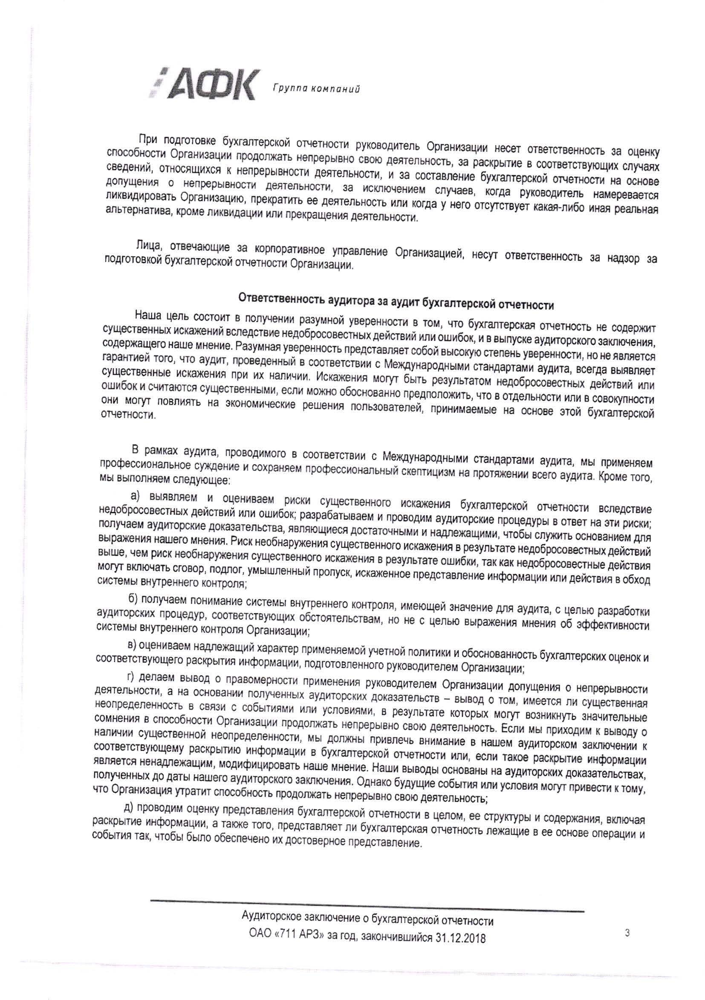 АФК Группа компаний
При подготовке бухгалтерской отчетности руководитель Организации несет ответственность за оценку
способности Организации продолжать непрерывно свою деятельность, за раскрытие в соответствующих случаях
сведений, относящихся к непрерывности деятельности, и за составление бухгалтерской отчетности на основе
допущения о непрерывности деятельности, за исключением случаев, когда руководитель намеревается
ликвидировать Организацию, прекратить ее деятельность или когда у него отсутствует какая-либо иная реальная
альтернатива, кроме ликвидации или прекращения деятельности.
Лица, отвечающие за корпоративное управление Организацией, несут ответственность за надзор за
подготовкой бухгалтерской отчетности Организации.
Ответственность аудитора за аудит бухгалтерской отчетности
Наша цель состоит в получении разумной уверенности в том, что бухгалтерская отчетность не содержит
существенных искажений вследствие недобросовестных действий или ошибок, и в выпуске аудиторского заключения,
содержащего наше мнение. Разумная уверенность представляет собой высокую степень уверенности, но не является
гарантией того, что аудит, проведенный в соответствии с Международными стандартами аудита, всегда выявляет
существенные искажения при их наличии. Искажения могут быть результатом недобросовестных действий или
ошибок и считаются существенными, если можно обоснованно предположить, что в отдельности или в совокупности
они могут повлиять на экономические решения пользователей, принимаемые на основе этой бухгалтерской
отчетности.
В рамках аудита, проводимого в соответствии с Международными стандартами аудита, мы применяем
профессиональное суждение и сохраняем профессиональный скептицизм на протяжении всего аудита. Кроме того,
мы выполняем следующее:
а) выявляем и оцениваем риски существенного искажения бухгалтерской отчетности вследствие
недобросовестных действий или ошибок; разрабатываем и проводим аудиторские процедуры в ответ на эти риски;
получаем аудиторские доказательства, являющиеся достаточными и надлежащими, чтобы служить основанием для
выражения нашего мнения. Риск необнаружения существенного искажения в результате недобросовестных действий
выше, чем риск необнаружения существенного искажения в результате ошибки, так как недобросовестные действия
могут включать сговор, подлог, умышленный пропуск, искаженное представление информации или действия в обход
системы внутреннего контроля;
б) получаем понимание системы внутреннего контроля, имеющей значение для аудита, с целью разработки
аудиторских процедур, соответствующих обстоятельствам, но не с целью выражения мнения об эффективности
системы внутреннего контроля Организации;
в) оцениваем надлежащий характер применяемой учетной политики и обоснованность бухгалтерских оценок и
соответствующего раскрытия информации, подготовленного руководителем Организации;
г) делаем вывод о правомерности применения руководителем Организации допущения о непрерывности
деятельности, а на основании полученных аудиторских доказательств – вывод о том, имеется ли существенная
неопределенность в связи с событиями или условиями, в результате которых могут возникнуть значительные
сомнения в способности Организации продолжать непрерывно свою деятельность. Если мы приходим к выводу о
наличии существенной неопределенности, мы должны привлечь внимание в нашем аудиторском заключении к
соответствующему раскрытию информации в бухгалтерской отчетности или, если такое раскрытие информации
является ненадлежащим, модифицировать наше мнение. Наши выводы основаны на аудиторских доказательствах,
полученных до даты нашего аудиторского заключения. Однако будущие события или условия могут привести к тому,
что Организация утратит способность продолжать непрерывно свою деятельность;
д) проводим оценку представления бухгалтерской отчетности в целом, ее структуры и содержания, включая
раскрытие информации, а также того, представляет ли бухгалтерская отчетность лежащие в ее основе операции и
события так, чтобы было обеспечено их достоверное представление.
Аудиторское заключение о бухгалтерской отчетности
ОАО «711 АРЗ» за год, закончившийся 31.12.2018
3